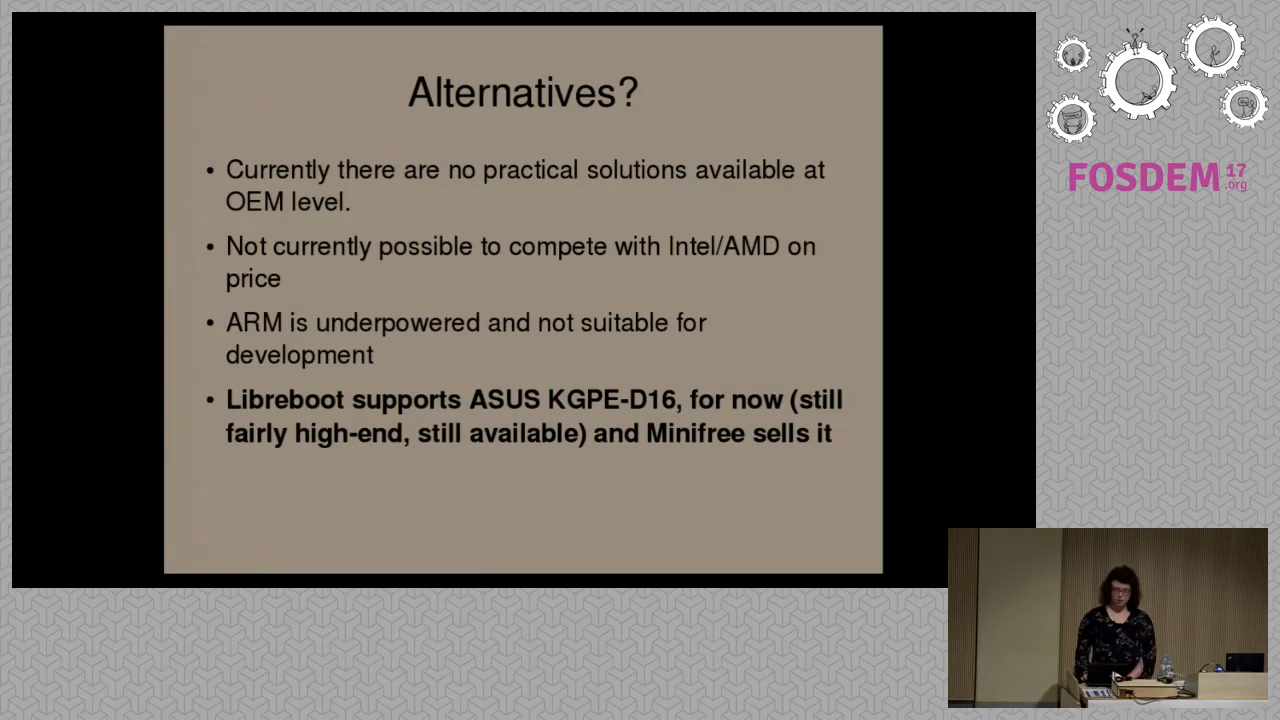 Alternatives?
• Currently there are no practical solutions available at
OEM level.
• Not currently possible to compete with Intel/AMD on
price
• ARM is underpowered and not suitable for
development
• Libreboot supports ASUS KGPE-D16, for now (still
fairly high-end, still available) and Minifree sells it
FOSDEM 17
.org